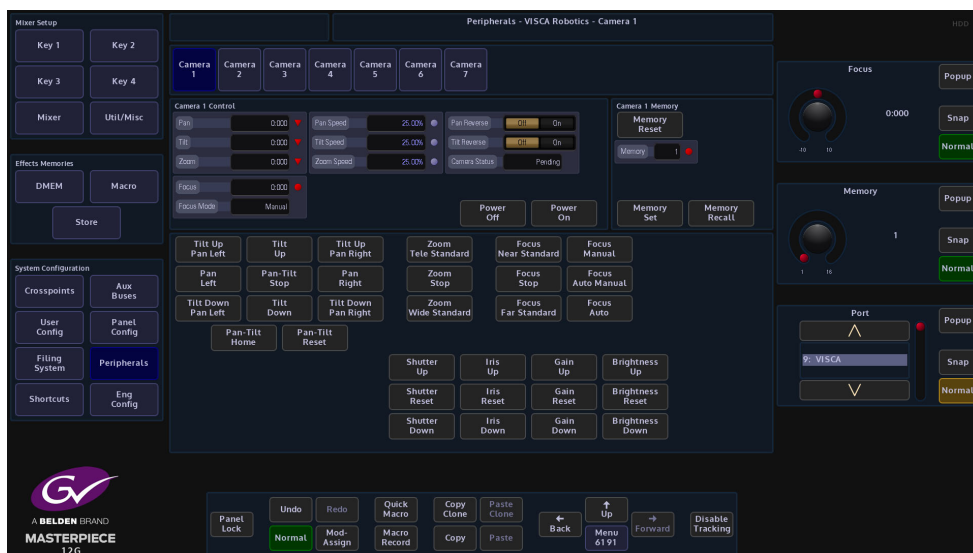 Mixer Setup
Key 1
Key 2
Key 3
Key 4
Mixer
Util/Misc
Effects Memories
DMEM
Macro
Store
System Configuration
Crosspoints
Aux
Buses
User
Config
Panel
Config
Filing
System
Peripherals
Shortcuts
Eng
Config
GV
A BELDEN BRAND
MASTERPIECE
12G
Peripherals - VISCA Robotics - Camera 1
Camera
1
Camera
2
Camera
3
Camera
4
Camera
5
Camera
6
Camera
7
Camera 1 Control
Pan
0:000
Pan Speed
25.00%
Pan Reverse
Off
On
Tilt
0:000
Tilt Speed
25.00%
Tilt Reverse
Off
On
Zoom
0:000
Zoom Speed
25.00%
Camera Status
Pending
Focus
0:000
Focus Mode
Manual
Power
Off
Power
On
Camera 1 Memory
Memory
Reset
Memory
1
Memory
Set
Memory
Recall
Tilt Up
Pan Left
Tilt
Up
Tilt Up
Pan Right
Zoom
Tele Standard
Focus
Near Standard
Focus
Manual
Pan
Left
Pan-Tilt
Stop
Pan
Right
Zoom
Stop
Focus
Stop
Focus
Auto Manual
Tilt Down
Pan Left
Tilt
Down
Tilt Down
Pan Right
Zoom
Wide Standard
Focus
Far Standard
Focus
Auto
Pan-Tilt
Home
Pan-Tilt
Reset
Shutter
Up
Iris
Up
Gain
Up
Brightness
Up
Shutter
Reset
Iris
Reset
Gain
Reset
Brightness
Reset
Shutter
Down
Iris
Down
Gain
Down
Brightness
Down
Panel
Lock
Undo
Redo
Quick
Macro
Copy
Clone
Paste
Clone
Normal
Mod-
Assign
Macro
Record
Copy
Paste
Back
Up
Menu
6191
Forward
Disable
Tracking
HDD
Focus
0:000
-10
10
Popup
Snap
Normal
Memory
1
1
16
Popup
Snap
Normal
Port
9: VISCA
Popup
Snap
Normal